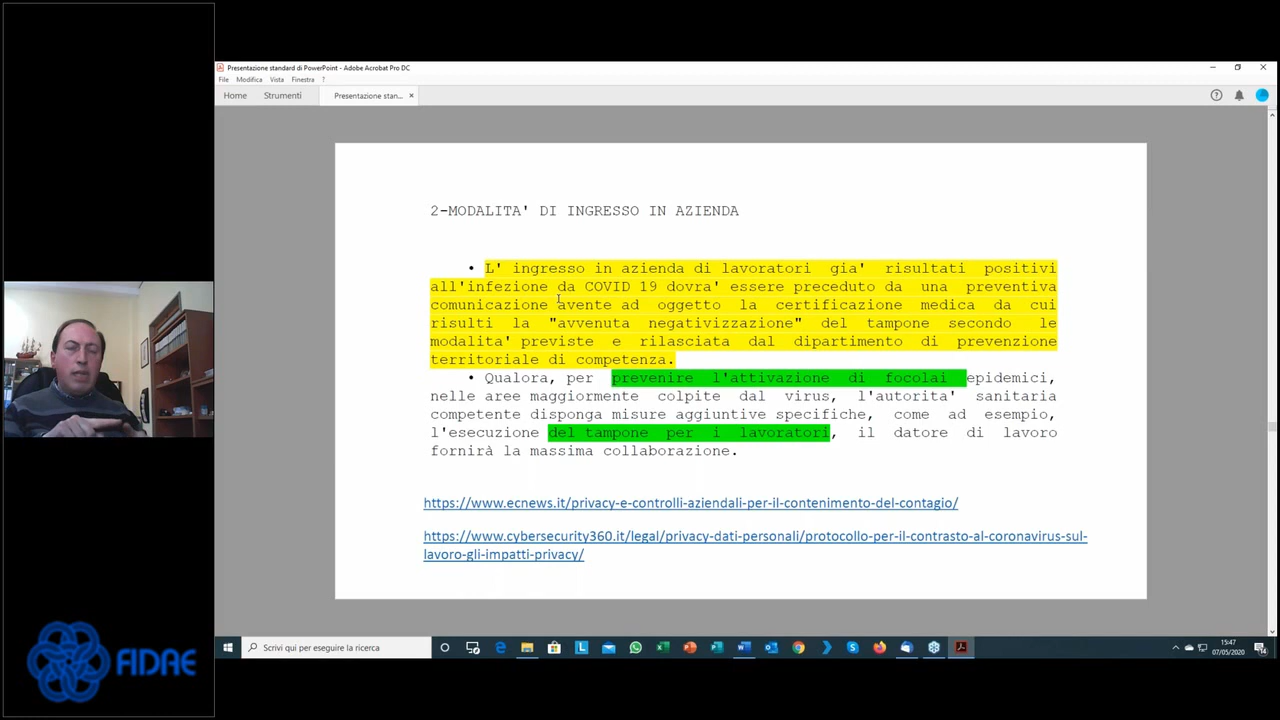 Presentazione standard di PowerPoint - Adobe Acrobat Pro DC
File Modifica Vista Finestra ?
Home Strumenti Presentazione stan... ×
2-MODALITA' DI INGRESSO IN AZIENDA
• L' ingresso in azienda di lavoratori gia' risultati positivi
all'infezione da COVID 19 dovra' essere preceduto da una preventiva
comunicazione avente ad oggetto la certificazione medica da cui
risulti la "avvenuta negativizzazione" del tampone secondo le
modalita' previste e rilasciata dal dipartimento di prevenzione
territoriale di competenza.
• Qualora, per prevenire l'attivazione di focolai epidemici,
nelle aree maggiormente colpite dal virus, l'autorita' sanitaria
competente disponga misure aggiuntive specifiche, come ad esempio,
l'esecuzione del tampone per i lavoratori, il datore di lavoro
fornirà la massima collaborazione.
https://www.ecnews.it/privacy-e-controlli-aziendali-per-il-contenimento-del-contagio/
https://www.cybersecurity360.it/legal/privacy-dati-personali/protocollo-per-il-contrasto-al-coronavirus-sul-
lavoro-gli-impatti-privacy/
FIDAE
Scrivi qui per eseguire la ricerca
15:47
07/05/2020